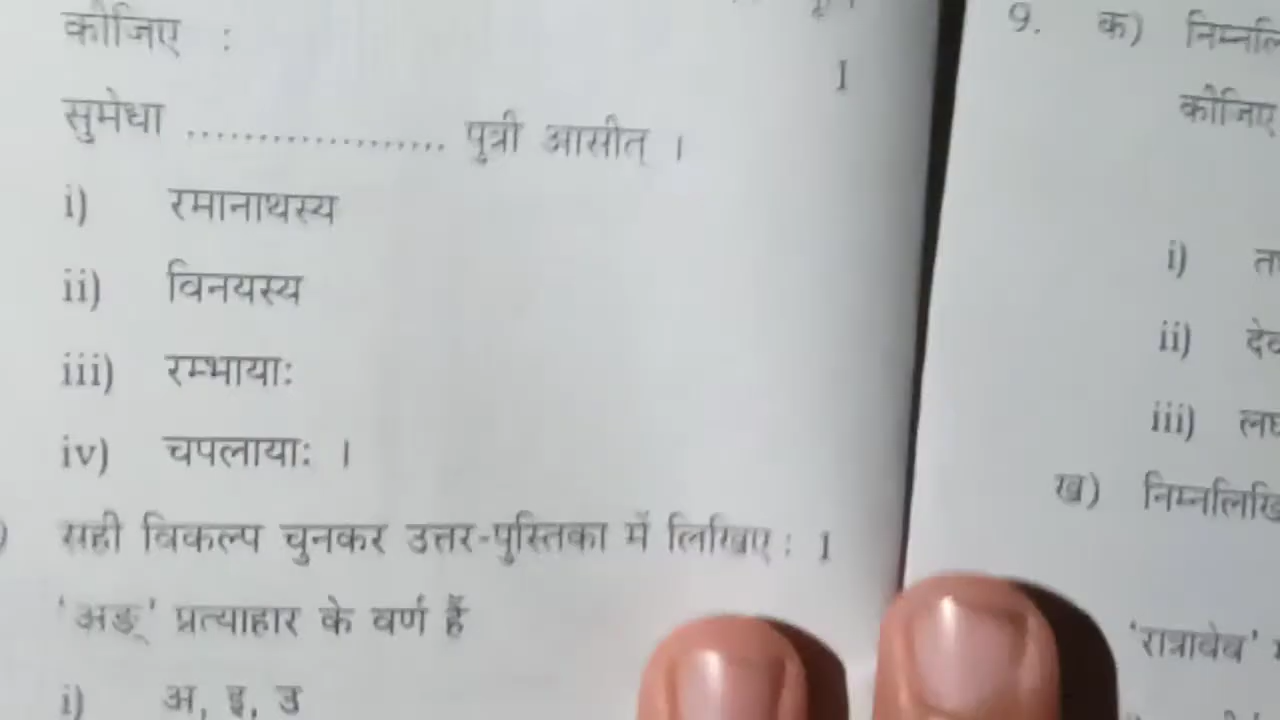 कीजिए :
1
सुमेधा .................. पुत्री आसीत् ।
i) रमानाथस्य
ii) विनयस्य
iii) रम्भायाः
iv) चपलायाः ।
) सही विकल्प चुनकर उत्तर-पुस्तिका में लिखिए : 1
'अङ्' प्रत्याहार के वर्ण हैं
i) अ, इ, उ
9. क)
कीजिए
i)
ii)
iii)
ख)
'रात्रावेव'